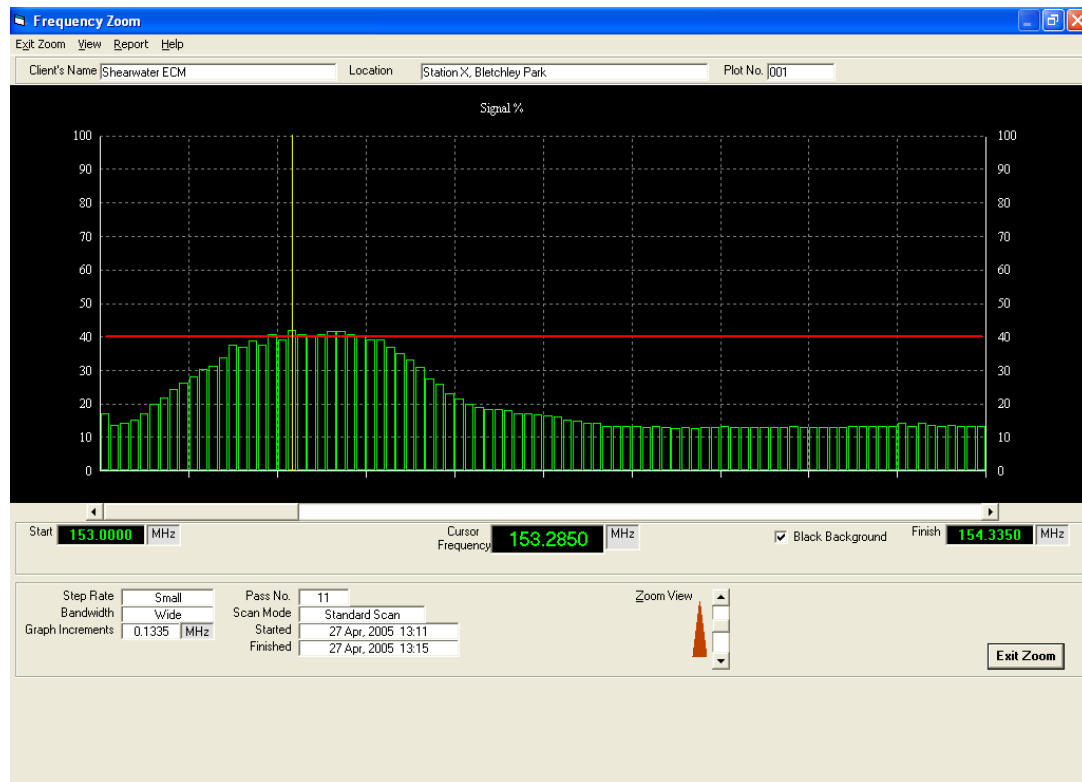 Frequency Zoom
Exit Zoom View Report Help
Client's Name Shearwater ECM Location Station X, Bletchley Park Plot No. 001
Signal %
100 100
90 90
80 80
70 70
60 60
50 50
40 40
30 30
20 20
10 10
0 0
Start 153.0000 MHz Cursor Frequency 153.2850 MHz Black Background Finish 154.3350 MHz
Step Rate Small Pass No. 11 Zoom View
Bandwidth Wide Scan Mode Standard Scan
Graph Increments 0.1335 MHz Started 27 Apr, 2005 13:11
Finished 27 Apr, 2005 13:15
Exit Zoom